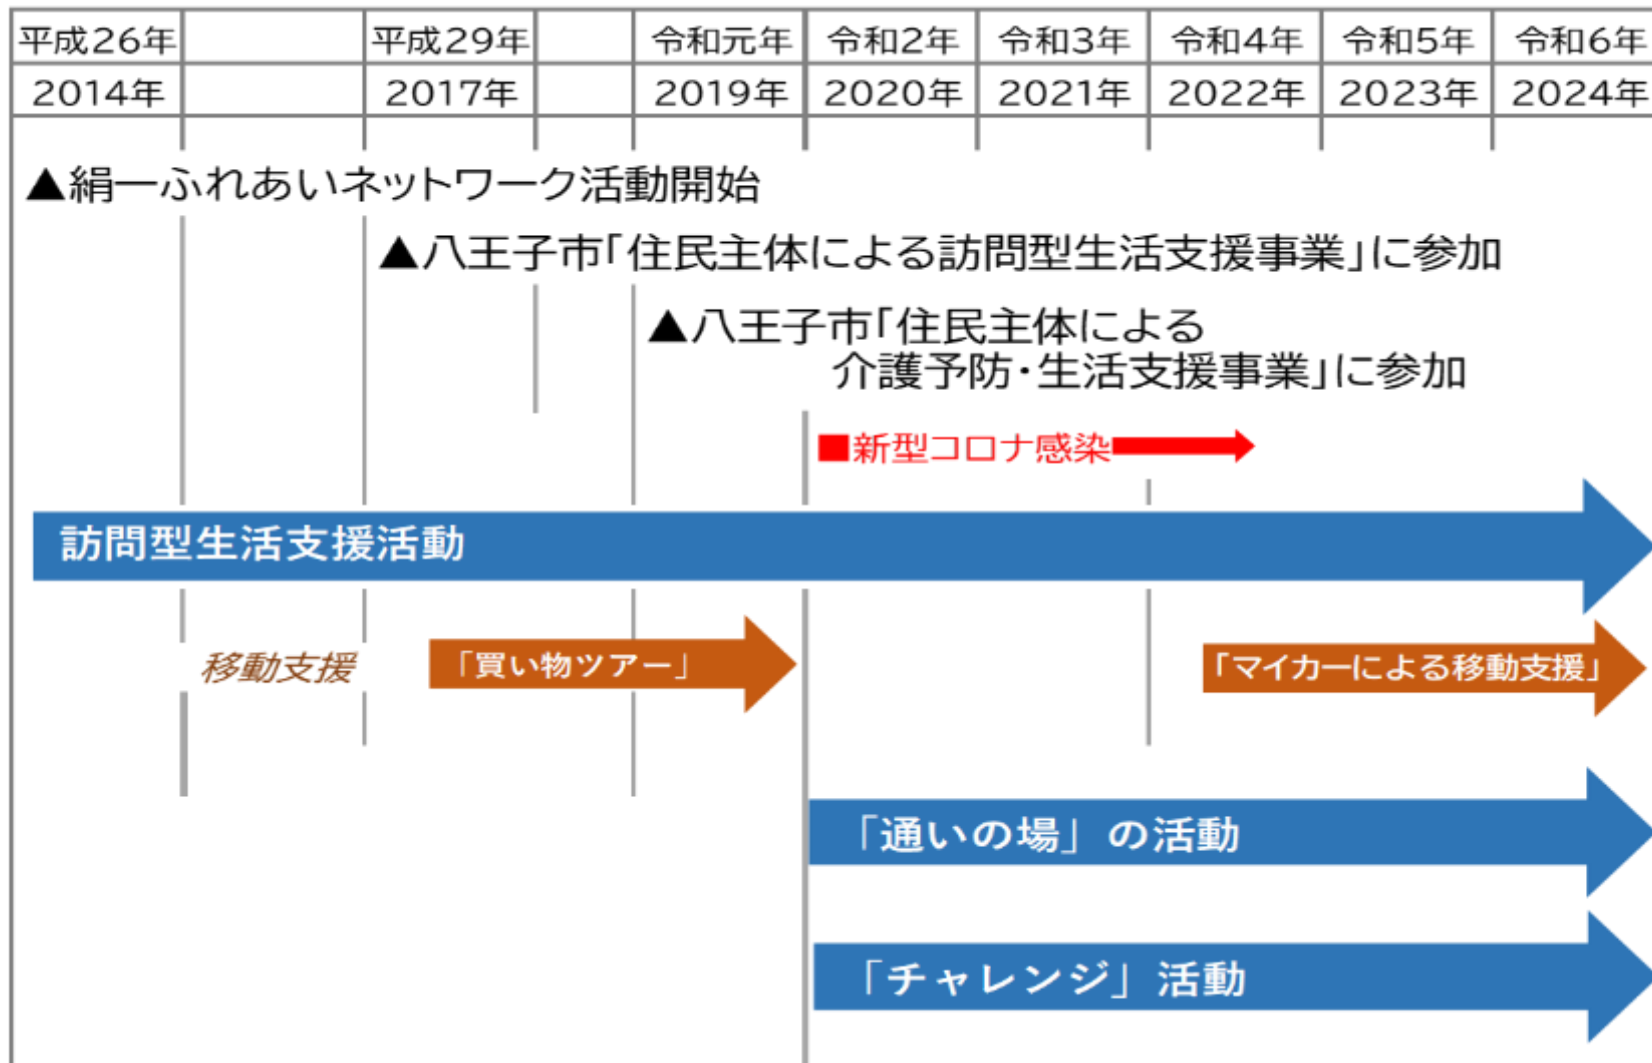 平成26年 平成29年 令和元年 令和2年 令和3年 令和4年 令和5年 令和6年
2014年 2017年 2019年 2020年 2021年 2022年 2023年 2024年
▲絹一ふれあいネットワーク活動開始
▲八王子市「住民主体による訪問型生活支援事業」に参加
▲八王子市「住民主体による
介護予防・生活支援事業」に参加
■新型コロナ感染
訪問型生活支援活動
移動支援 「買い物ツアー」 「マイカーによる移動支援」
「通いの場」の活動
「チャレンジ」活動